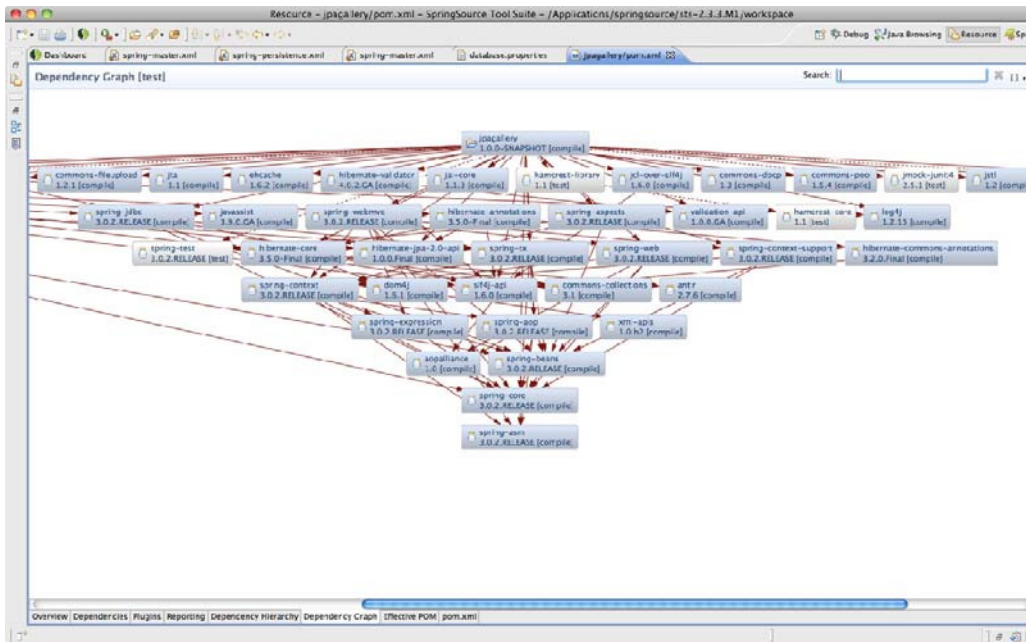 Resource - jpagallery/pom.xml - SpringSource Tool Suite - /Applications/springsource/sts-2.3.3.M1/workspace
Debug Java Browsing Resource Sp
Dashboard spring-master.xml spring-persistence.xml spring-master.xml database.properties jpagallery/pom.xml
Dependency Graph [test]
Search:
jpagallery
1.0.0-SNAPSHOT [compile]
commons-fileupload
1.2.1 [compile]
jta
1.1 [compile]
ehcache
1.6.2 [compile]
hibernate-validator
4.0.2.GA [compile]
hamcrest-library
1.1 [test]
jcl-over-slf4j
1.6.0 [compile]
commons-dbcp
1.3 [compile]
commons-pool
1.5.4 [compile]
jmock-junit4
2.5.1 [test]
jstl
1.2 [compi
spring-jdbc
3.0.2.RELEASE [compile]
javassist
3.9.0.GA [compile]
spring-webmvc
3.0.2.RELEASE [compile]
hibernate-annotations
3.5.0-Final [compile]
spring-aspects
3.0.2.RELEASE [compile]
validation-api
1.0.0.GA [compile]
hamcrest-core
1.1 [test]
log4j
1.2.15 [compile]
spring-test
3.0.2.RELEASE [test]
hibernate-core
3.5.0-Final [compile]
hibernate-jpa-2.0-api
1.0.0.Final [compile]
spring-tx
3.0.2.RELEASE [compile]
spring-web
3.0.2.RELEASE [compile]
spring-context-support
3.0.2.RELEASE [compile]
hibernate-commons-annotations
3.2.0.Final [compile]
spring-context
3.0.2.RELEASE [compile]
dom4j
1.5.1 [compile]
slf4j-api
1.6.0 [compile]
commons-collections
3.1 [compile]
antlr
2.7.6 [compile]
spring-expression
3.0.2.RELEASE [compile]
spring-aop
3.0.2.RELEASE [compile]
xml-apis
1.0.b2 [compile]
aopalliance
1.0 [compile]
spring-beans
3.0.2.RELEASE [compile]
spring-core
3.0.2.RELEASE [compile]
spring-asm
3.0.2.RELEASE [compile]
Overview Dependencies Plugins Reporting Dependency Hierarchy Dependency Graph Effective POM pom.xml